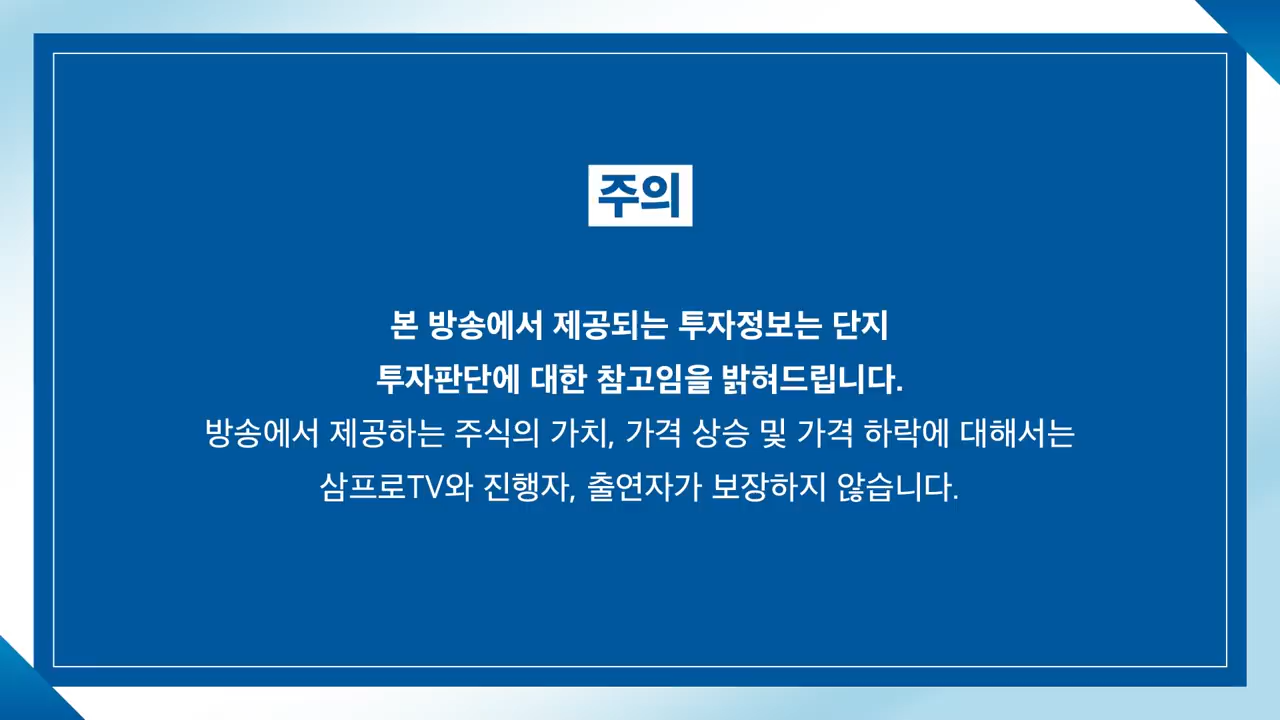 주의
본 방송에서 제공되는 투자정보는 단지
투자판단에 대한 참고임을 밝혀드립니다.
방송에서 제공하는 주식의 가치, 가격 상승 및 가격 하락에 대해서는
삼프로TV와 진행자, 출연자가 보장하지 않습니다.